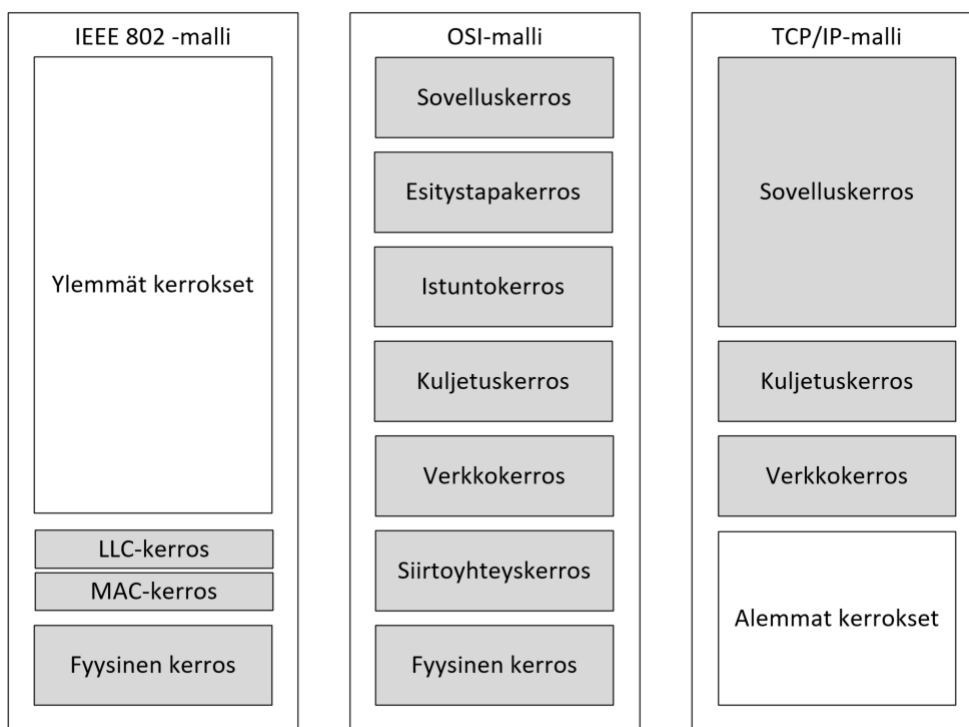 IEEE 802 -malli
Ylemmät kerrokset
LLC-kerros
MAC-kerros
Fyysinen kerros
OSI-malli
Sovelluskerros
Esitystapakerros
Istuntokerros
Kuljetuskerros
Verkkokerros
Siirtoyhteyskerros
Fyysinen kerros
TCP/IP-malli
Sovelluskerros
Kuljetuskerros
Verkkokerros
Alemmat kerrokset